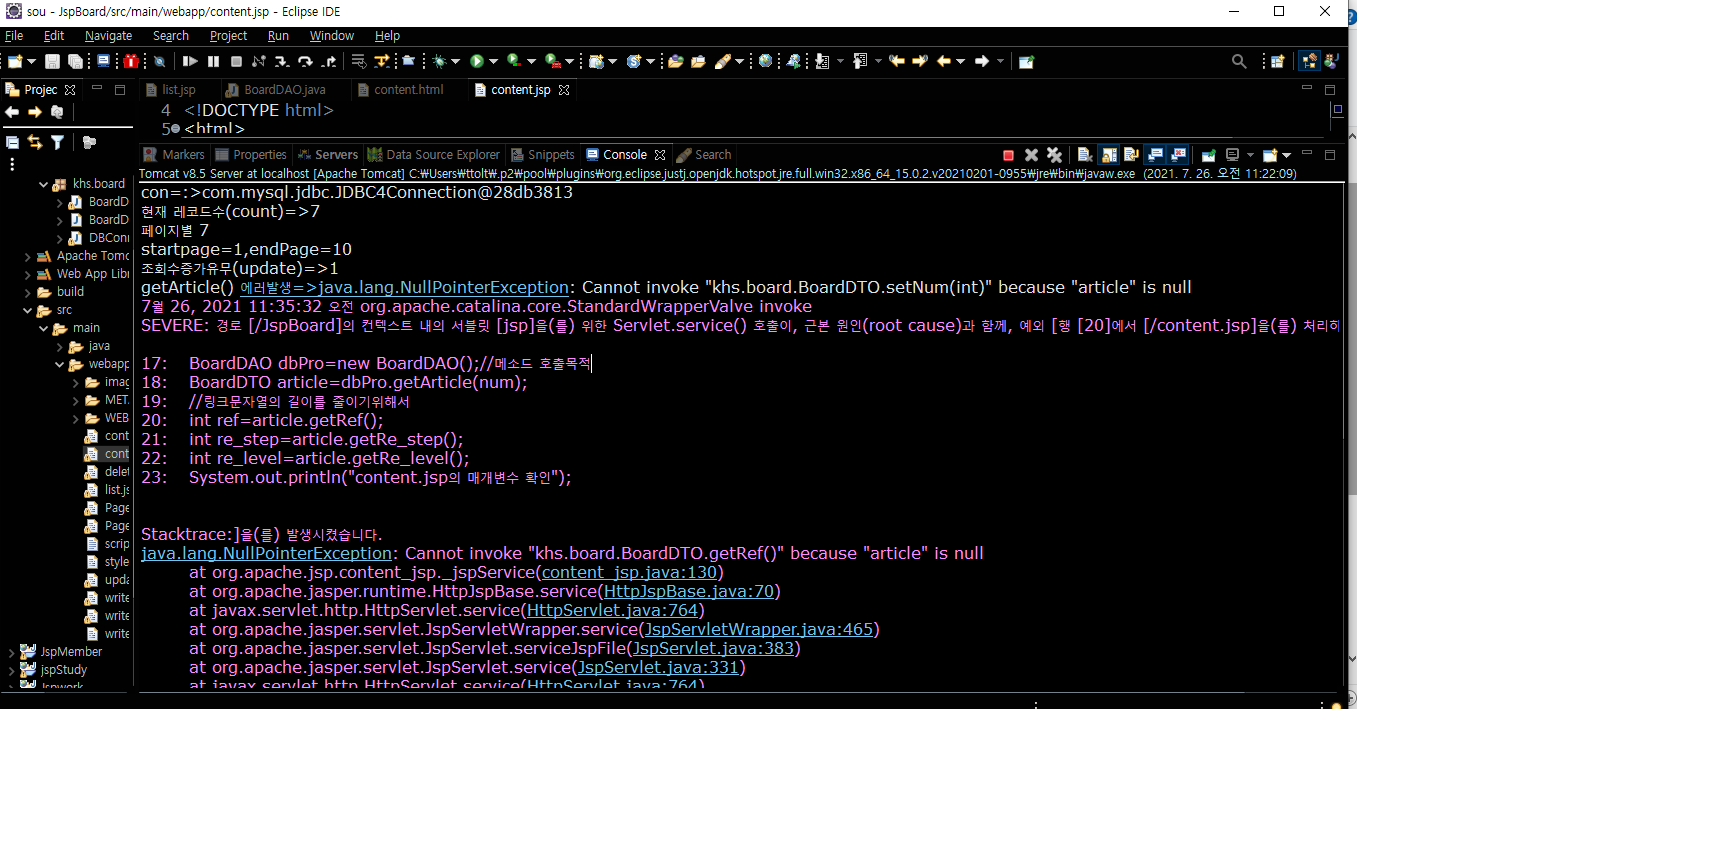 sou - JspBoard/src/main/webapp/content.jsp - Eclipse IDE
File Edit Navigate Search Project Run Window Help
Projec
list.jsp BoardDAO.java content.html content.jsp
4 <!DOCTYPE html>
5 <html>
Markers Properties Servers Data Source Explorer Snippets Console Search
Tomcat v8.5 Server at localhost [Apache Tomcat] C:₩Users₩ttolt₩.p2₩pool₩plugins₩org.eclipse.justj.openjdk.hotspot.jre.full.win32.x86_64_15.0.2.v20210201-0955₩jre₩bin₩javaw.exe (2021. 7. 26. 오전 11:22:09)
khs.board
BoardD
BoardD
DBConn
Apache Tomc
Web App Libr
build
src
main
java
webapp
imag
MET.
WEB
cont
cont
delet
list.js
Page
Page
scrip
style
upda
write
write
write
JspMember
jspStudy
Jspwork
con=:>com.mysql.jdbc.JDBC4Connection@28db3813
현재 레코드수(count)=>7
페이지별 7
startpage=1,endPage=10
조회수증가유무(update)=>1
getArticle() 에러발생=>java.lang.NullPointerException: Cannot invoke "khs.board.BoardDTO.setNum(int)" because "article" is null
7월 26, 2021 11:35:32 오전 org.apache.catalina.core.StandardWrapperValve invoke
SEVERE: 경로 [/JspBoard]의 컨텍스트 내의 서블릿 [jsp]을(를) 위한 Servlet.service() 호출이, 근본 원인(root cause)과 함께, 예외 [행 [20]에서 [/content.jsp]을(를) 처리하
17: BoardDAO dbPro=new BoardDAO();//메소드 호출목적
18: BoardDTO article=dbPro.getArticle(num);
19: //링크문자열의 길이를 줄이기위해서
20: int ref=article.getRef();
21: int re_step=article.getRe_step();
22: int re_level=article.getRe_level();
23: System.out.println("content.jsp의 매개변수 확인");
Stacktrace:]을(를) 발생시켰습니다.
java.lang.NullPointerException: Cannot invoke "khs.board.BoardDTO.getRef()" because "article" is null
at org.apache.jsp.content_jsp._jspService(content_jsp.java:130)
at org.apache.jasper.runtime.HttpJspBase.service(HttpJspBase.java:70)
at javax.servlet.http.HttpServlet.service(HttpServlet.java:764)
at org.apache.jasper.servlet.JspServletWrapper.service(JspServletWrapper.java:465)
at org.apache.jasper.servlet.JspServlet.serviceJspFile(JspServlet.java:383)
at org.apache.jasper.servlet.JspServlet.service(JspServlet.java:331)
at javax.servlet.http.HttpServlet.service(HttpServlet.java:764)